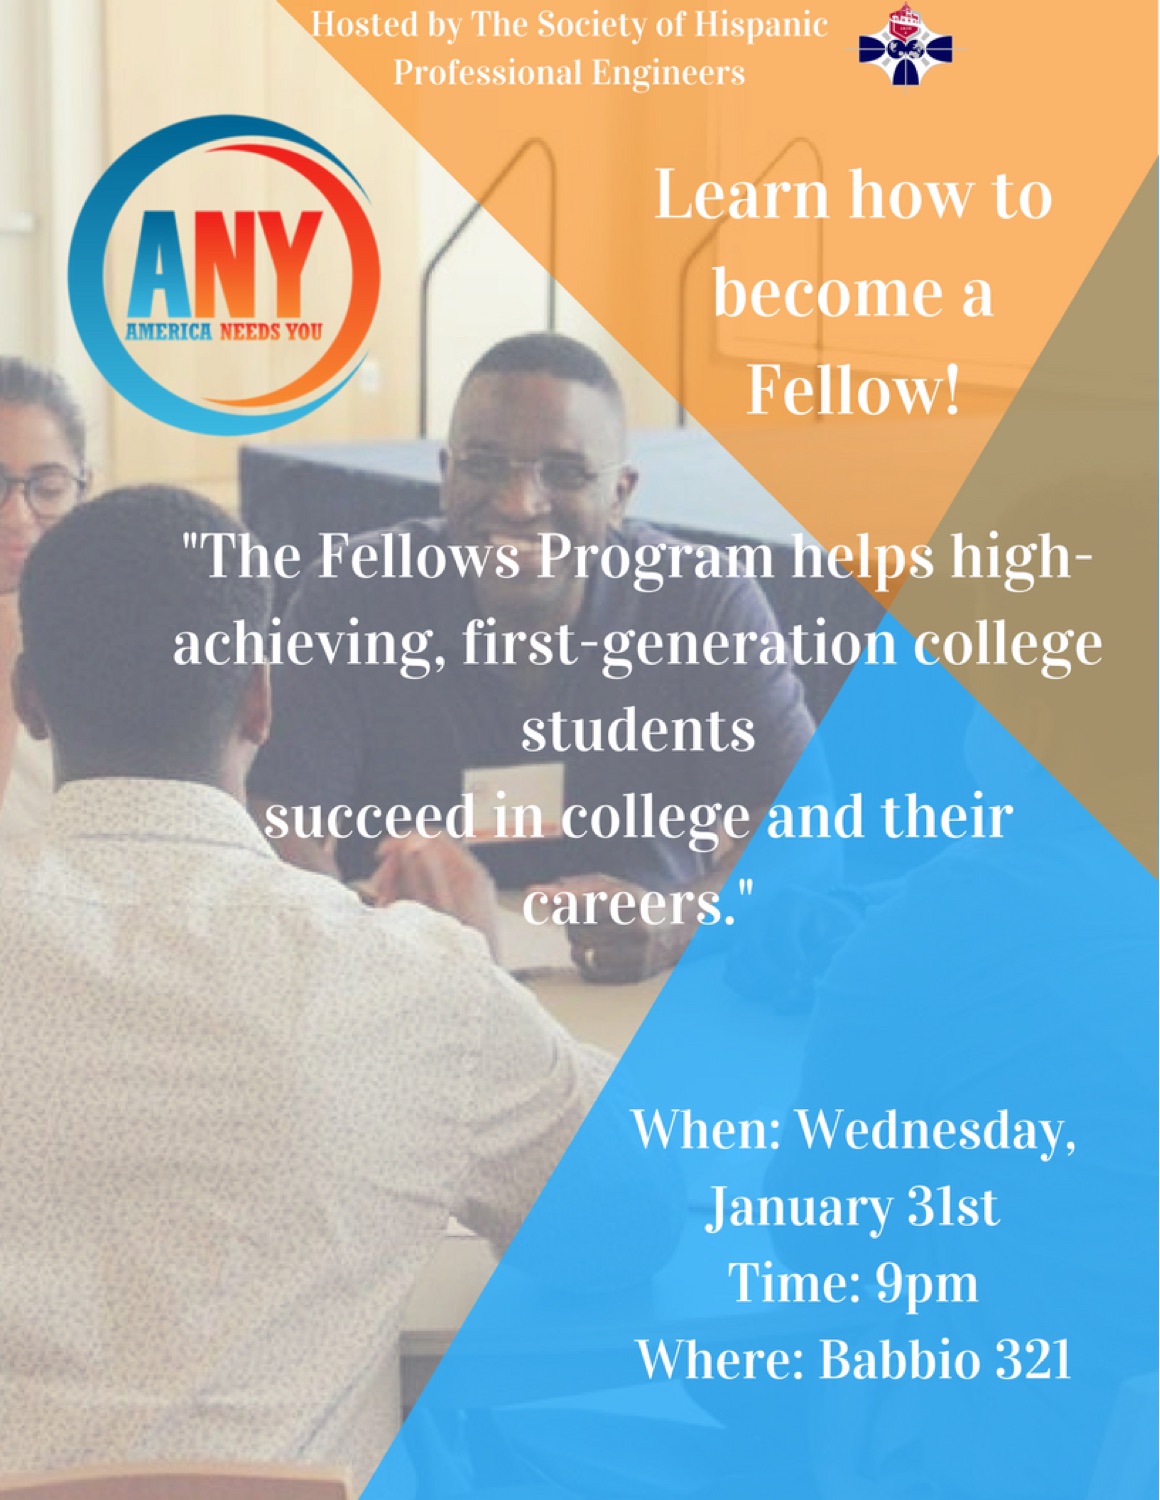 Hosted by The Society of Hispanic
Professional Engineers
ANY
AMERICA NEEDS YOU
Learn how to
become a
Fellow!
"The Fellows Program helps high-
achieving, first-generation college
students
succeed in college and their
careers."
When: Wednesday,
January 31st
Time: 9pm
Where: Babbio 321